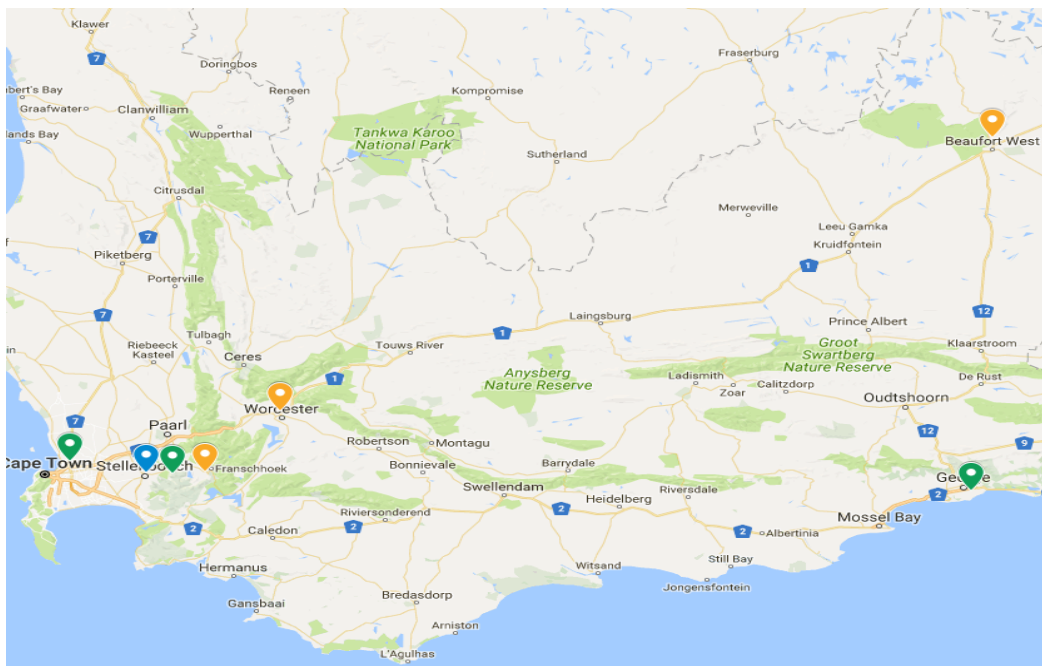 Klawer
7
Doringbos
Fraserburg
Reneen
Kompromise
Graafwater
Clanwilliam
Wupperthal
Tankwa Karoo
National Park
Beaufort West
Sutherland
Citrusdal
Merweville
7
Leeu Gamka
Kruidfontein
Piketberg
1
Porterville
7
12
Laingsburg
Prince Albert
1
Tulbagh
Riebeeck
Kasteel
Touws River
Groot
Swartberg
Nature Reserve
Klaarstroom
Ceres
Anysberg
Nature Reserve
Ladismith
Zoar
Calitzdorp
De Rust
1
Oudtshoorn
Worcester
7
Paarl
12
9
Robertson
Montagu
Cape Town
Stellenbosch
Franschhoek
Bonnievale
Barrydale
George
Swellendam
Heidelberg
Riversdale
2
Riviersonderend
2
Mossel Bay
2
Caledon
2
2
Albertinia
Hermanus
Witsand
Still Bay
Jongensfontein
Gansbaai
Bredasdorp
Arniston
L'Agulhas